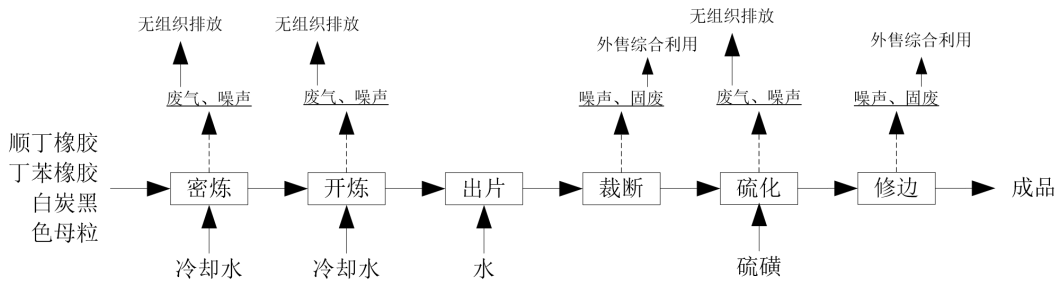 无组织排放
无组织排放
外售综合利用
无组织排放
外售综合利用
废气、噪声
废气、噪声
噪声、固废
废气、噪声
噪声、固废
顺丁橡胶
丁苯橡胶
白炭黑
色母粒
密炼
开炼
出片
裁断
硫化
修边
成品
冷却水
冷却水
水
硫磺